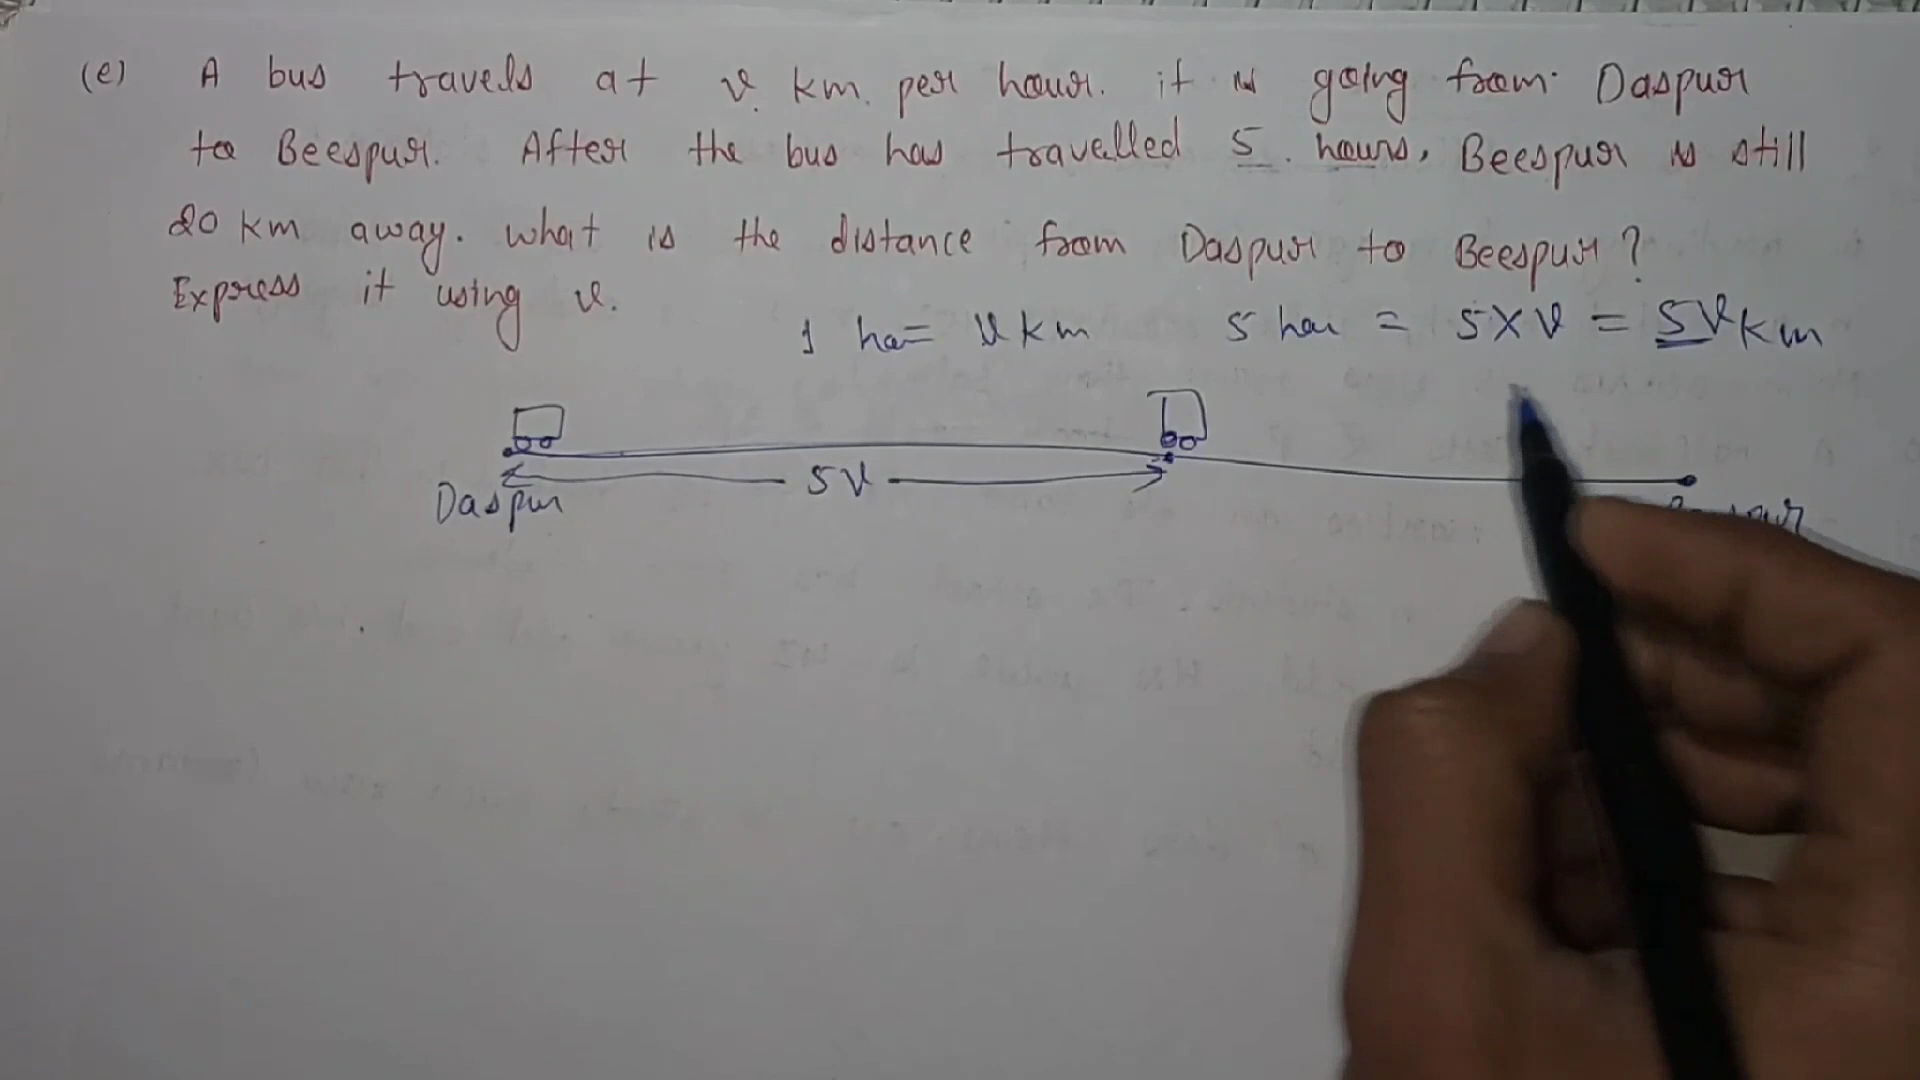 (e) A bus travels at v km. per hour. it is going from Daspur
to Beespur. After the bus has travelled 5 hours, Beespur is still
20 km away. what is the distance from Daspur to Beespur?
Express it using v.
1 ho = v km 5 hou = 5 x v = 5v km
5v
Daspur